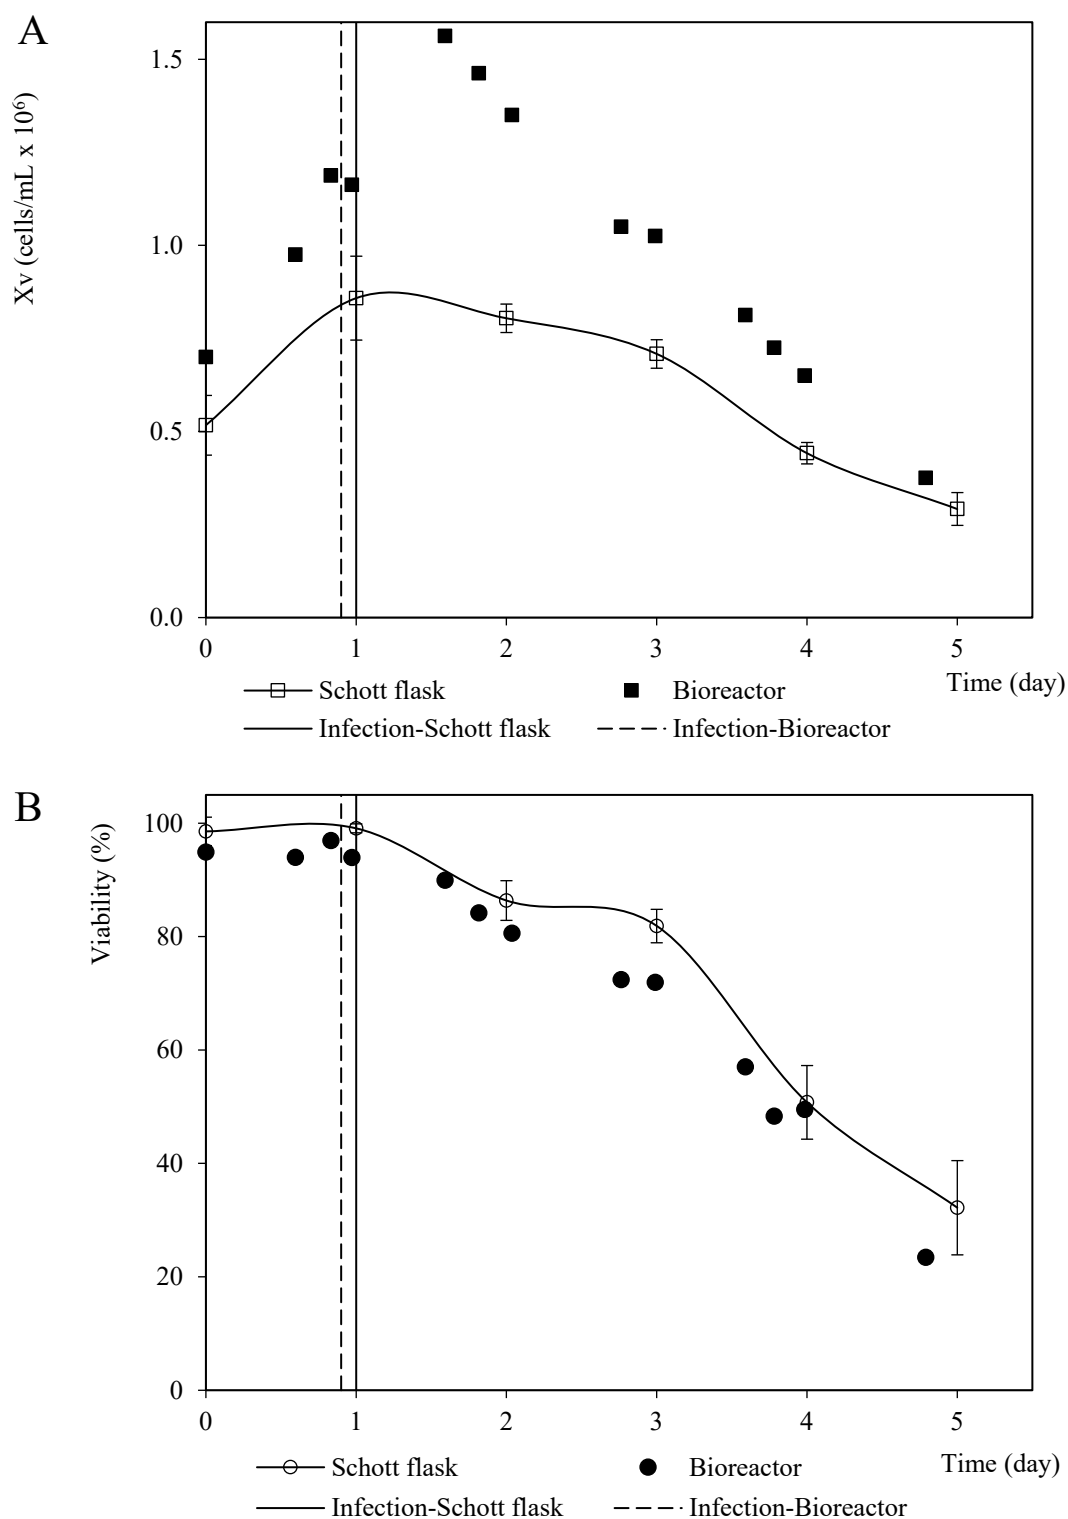 A
Xv (cells/mL x 10⁶)
1.5
1.0
0.5
0.0
0 1 2 3 4 5
Time (day)
Schott flask Bioreactor
Infection-Schott flask Infection-Bioreactor
B
Viability (%)
100
80
60
40
20
0
0 1 2 3 4 5
Time (day)
Schott flask Bioreactor
Infection-Schott flask Infection-Bioreactor